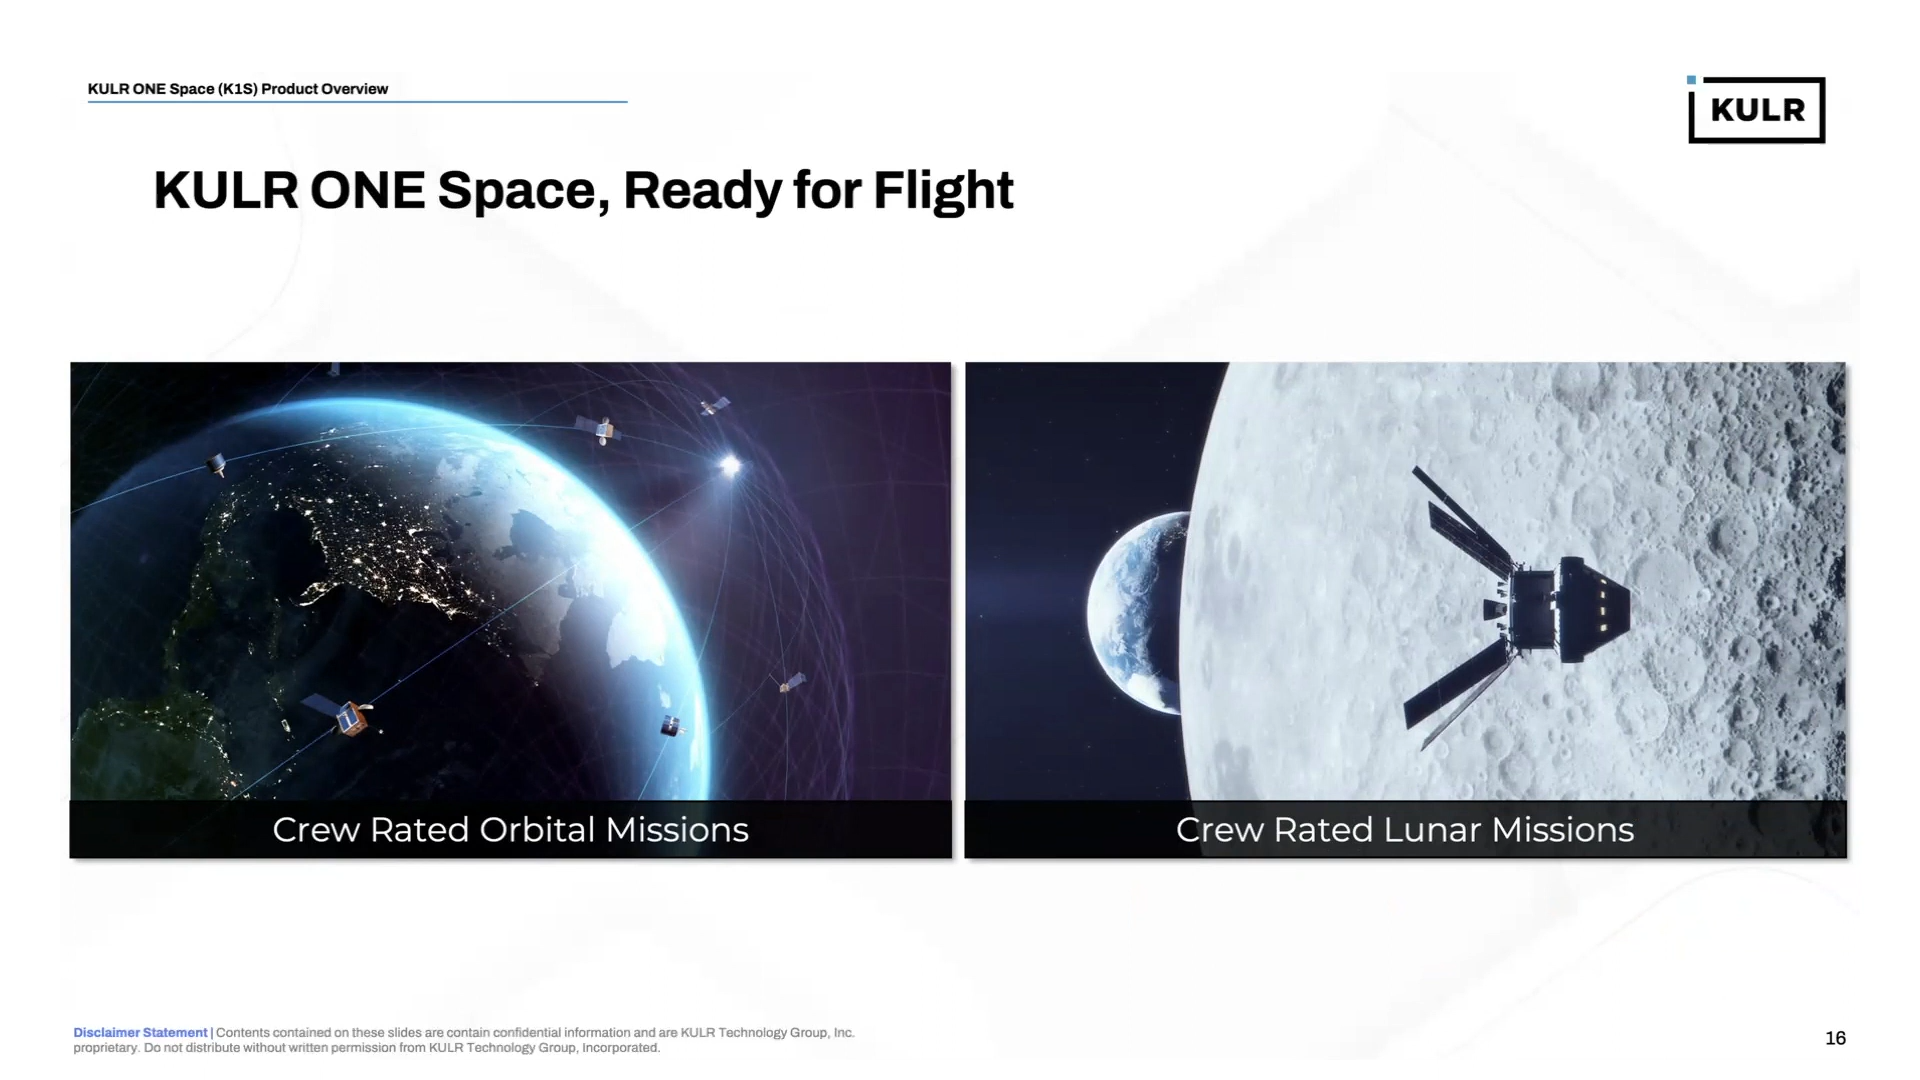 KULR ONE Space (K1S) Product Overview
KULR
KULR ONE Space, Ready for Flight
Crew Rated Orbital Missions
Crew Rated Lunar Missions
Disclaimer Statement | Contents contained on these slides are contain confidential information and are KULR Technology Group, Inc.
proprietary. Do not distribute without written permission from KULR Technology Group, Incorporated.
16